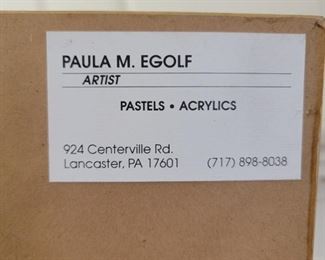 PAULA M. EGOLF
ARTIST
PASTELS • ACRYLICS
924 Centerville Rd.
Lancaster, PA 17601 (717) 898-8038